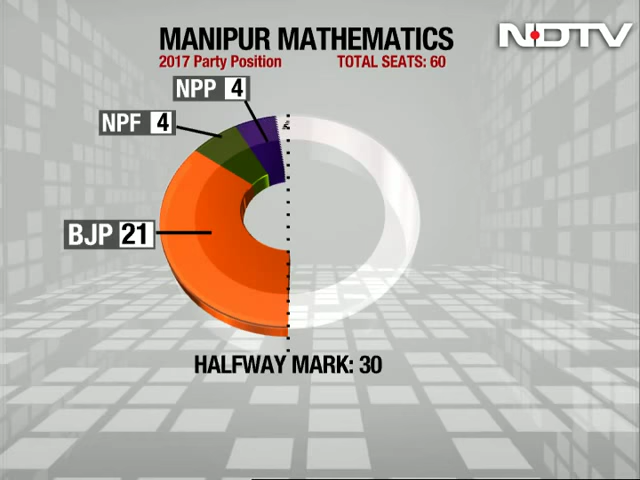 NDTV
MANIPUR MATHEMATICS
2017 Party Position TOTAL SEATS: 60
NPP 4
NPF 4
BJP 21
HALFWAY MARK: 30